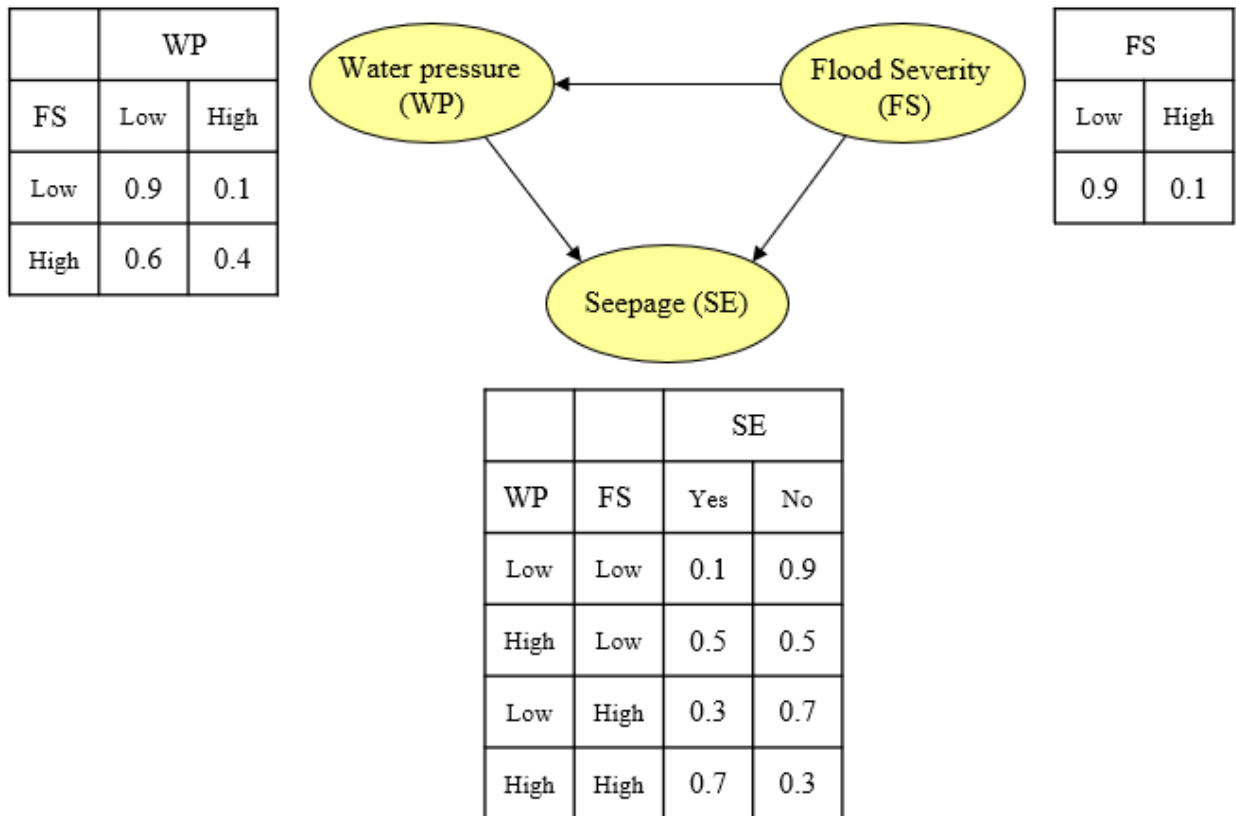 WP
FS Low High
Low 0.9 0.1
High 0.6 0.4
Water pressure
(WP)
Flood Severity
(FS)
FS
Low High
0.9 0.1
Seepage (SE)
SE
WP FS Yes No
Low Low 0.1 0.9
High Low 0.5 0.5
Low High 0.3 0.7
High High 0.7 0.3